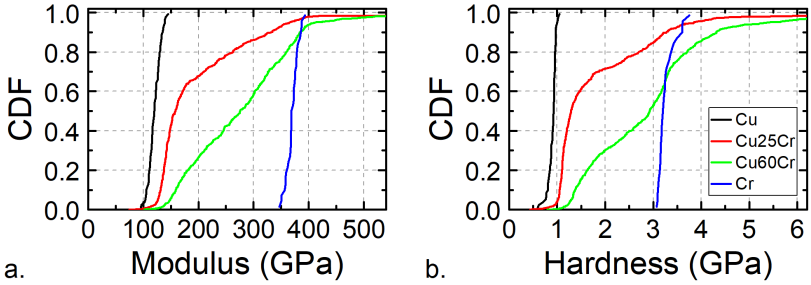 1.0
0.8
0.6
0.4
0.2
0.0
CDF
0 100 200 300 400 500
Modulus (GPa)
a.
1.0
0.8
0.6
0.4
0.2
0.0
CDF
0 1 2 3 4 5 6
Hardness (GPa)
b.
Cu
Cu25Cr
Cu60Cr
Cr